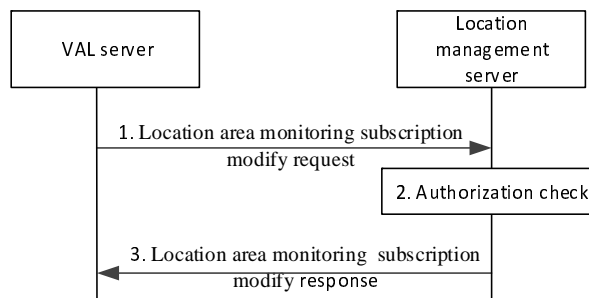 VAL server
Location
management
server
1. Location area monitoring subscription
modify request
2. Authorization check
3. Location area monitoring subscription
modify response